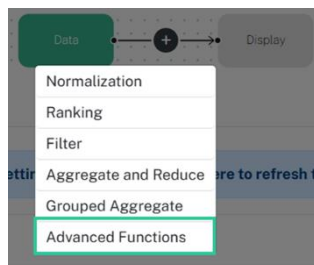 Data
+
Display
Normalization
Ranking
Filter
Aggregate and Reduce
ere to refresh
Grouped Aggregate
Advanced Functions